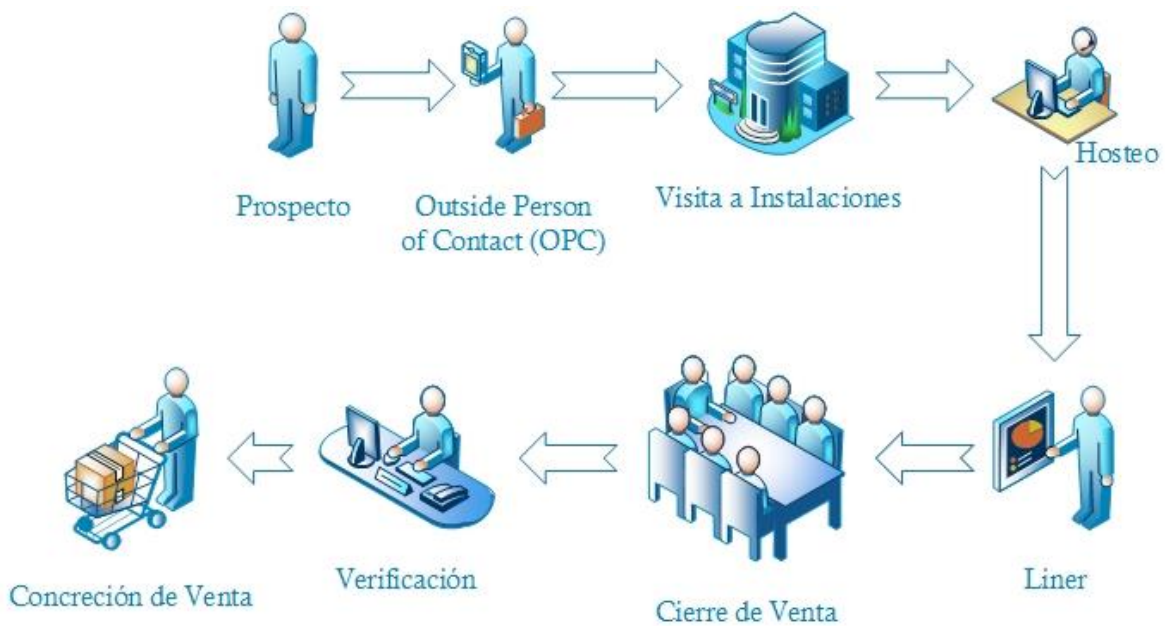 Prospecto
Outside Person
of Contact (OPC)
Visita a Instalaciones
Hosteo
Liner
Cierre de Venta
Verificación
Concreción de Venta